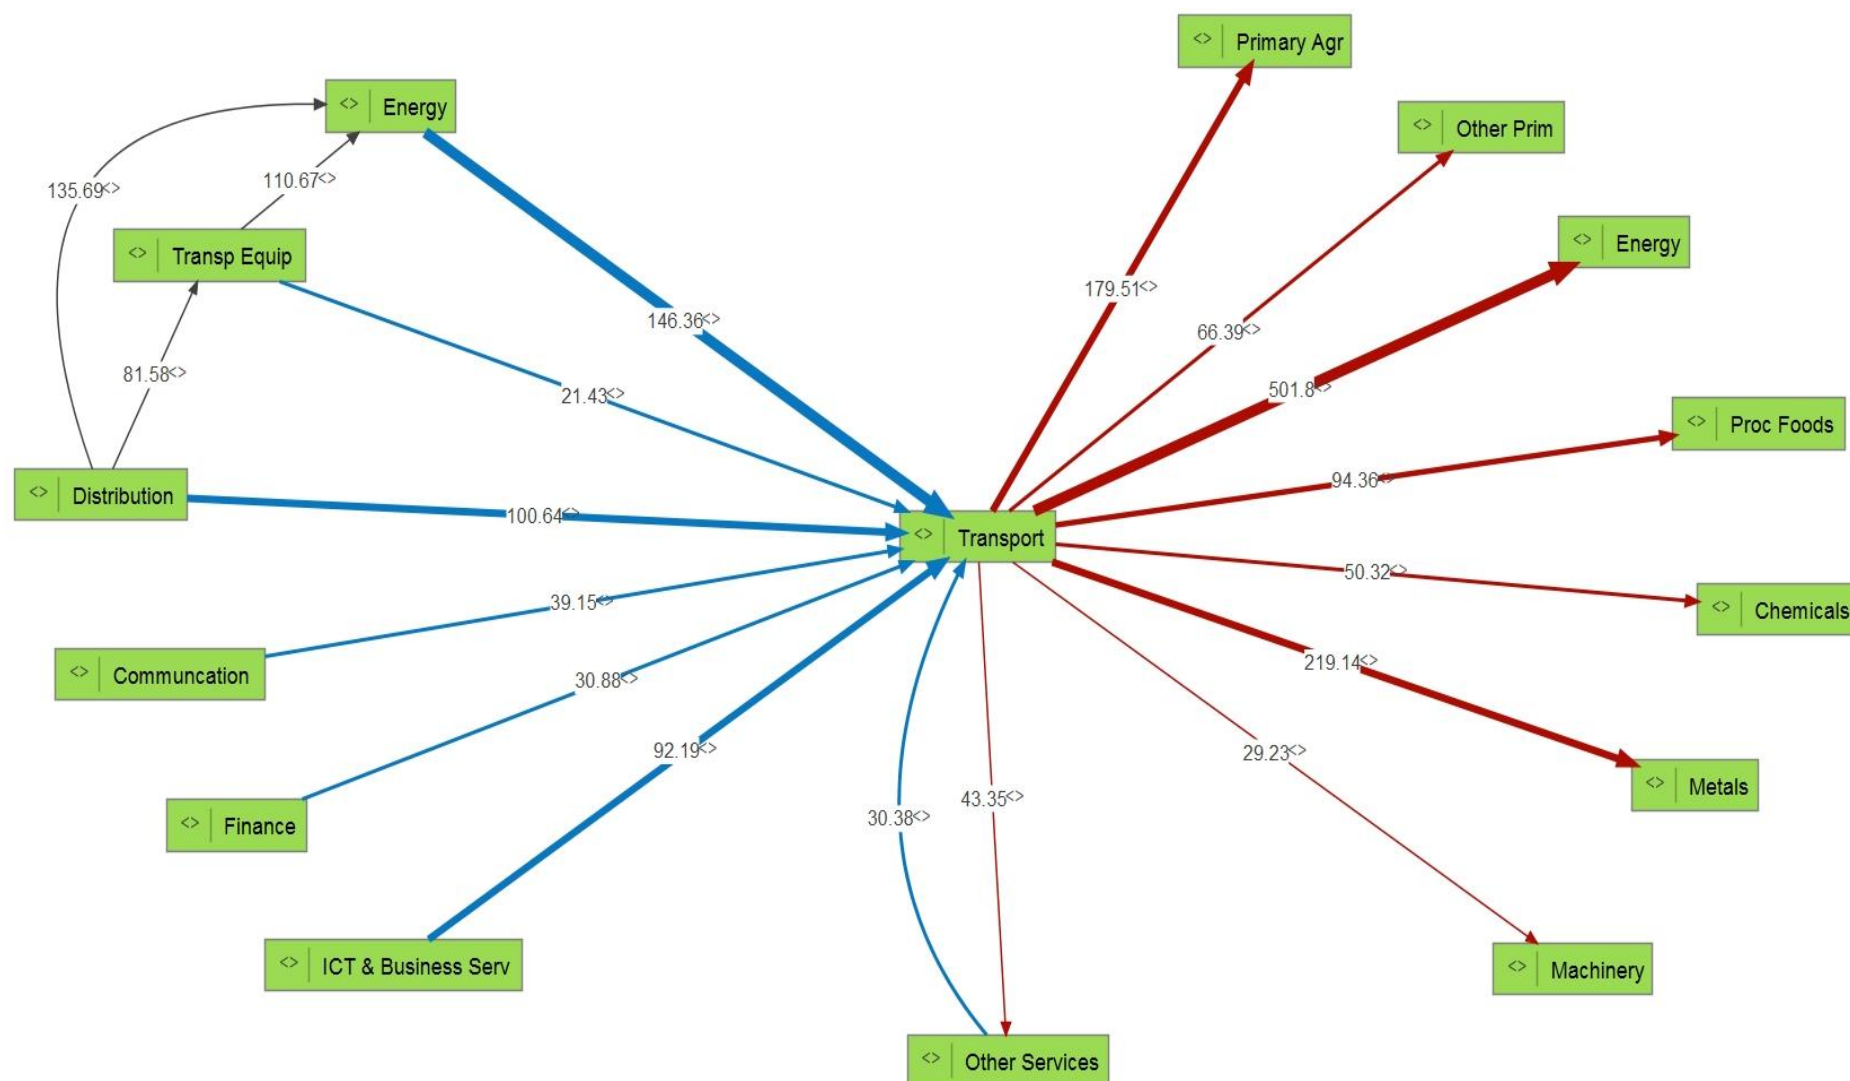 <> Primary Agr
<> Energy
<> Other Prim
135.69<>
110.67<>
<> Transp Equip
<> Energy
179.51<>
146.36<>
66.39<>
81.58<>
21.43<>
501.8<>
<> Proc Foods
94.36<>
<> Distribution
100.64<>
<> Transport
50.32<>
39.15<>
<> Chemicals
<> Communcation
30.88<>
219.14<>
92.19<>
29.23<>
<> Metals
43.35<>
30.38<>
<> Finance
<> ICT & Business Serv
<> Machinery
<> Other Services